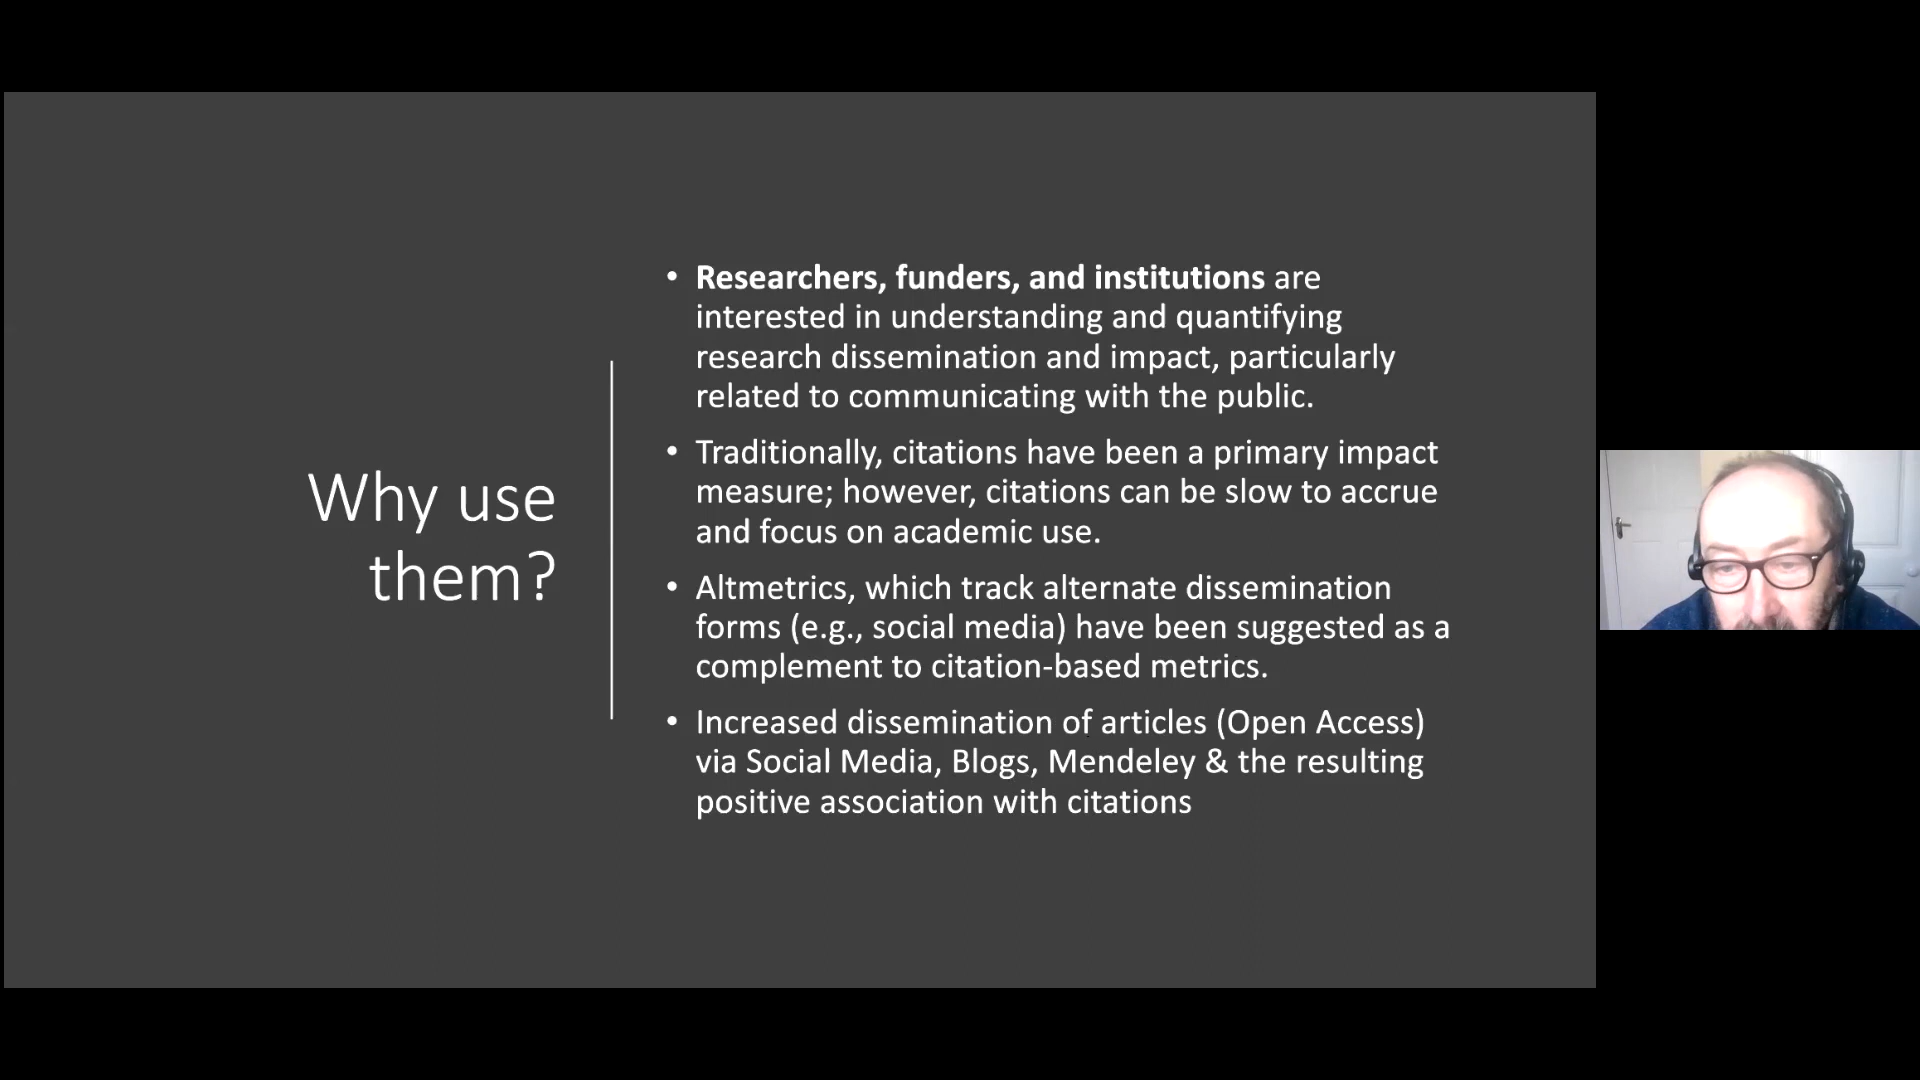 Why use
them?
• Researchers, funders, and institutions are
interested in understanding and quantifying
research dissemination and impact, particularly
related to communicating with the public.
• Traditionally, citations have been a primary impact
measure; however, citations can be slow to accrue
and focus on academic use.
• Altmetrics, which track alternate dissemination
forms (e.g., social media) have been suggested as a
complement to citation-based metrics.
• Increased dissemination of articles (Open Access)
via Social Media, Blogs, Mendeley & the resulting
positive association with citations